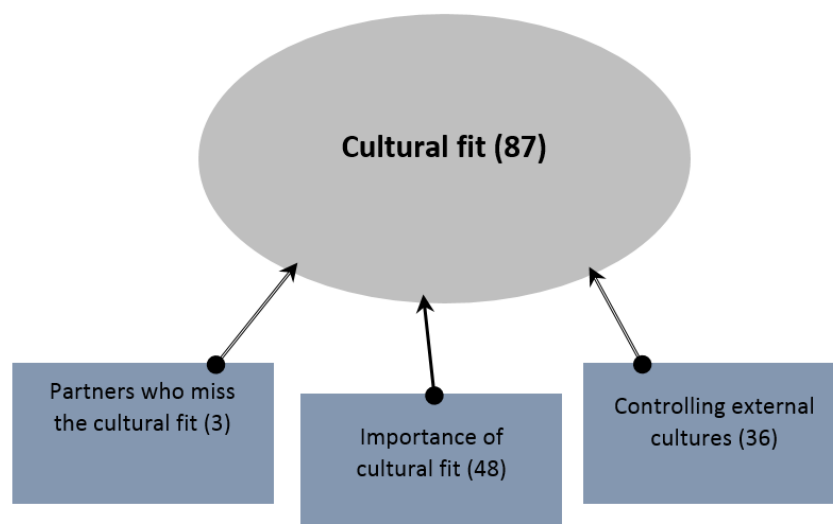 Cultural fit (87)
Partners who miss
the cultural fit (3)
Importance of
cultural fit (48)
Controlling external
cultures (36)